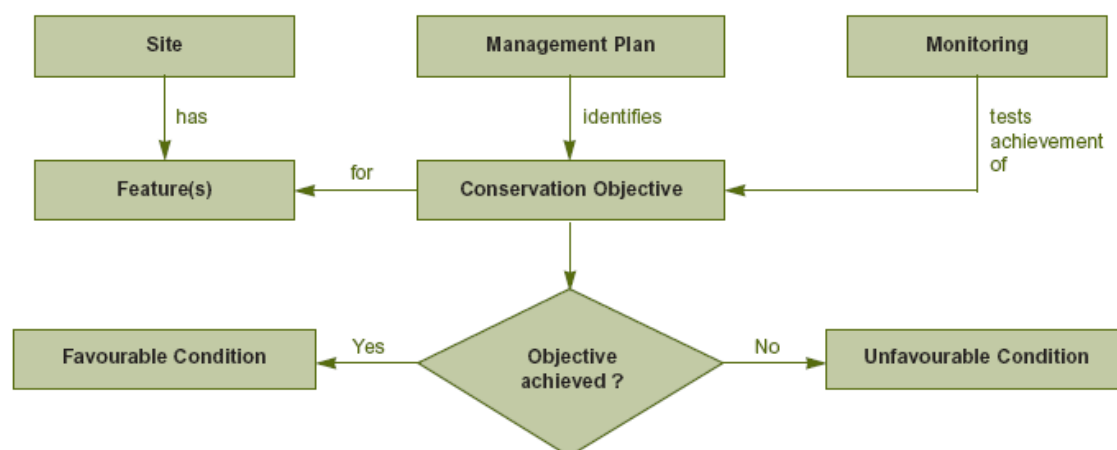 Site
Management Plan
Monitoring
has
identifies
tests
achievement
of
Feature(s)
for
Conservation Objective
Favourable Condition
Yes
Objective
achieved ?
No
Unfavourable Condition